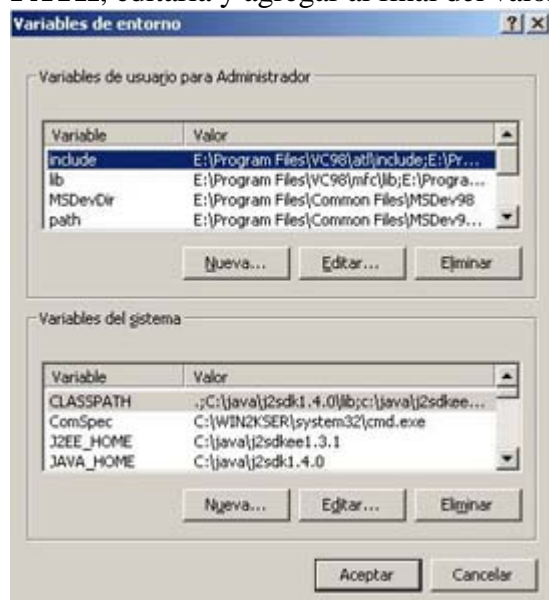 editarla y agregar al final del valo
Variables de entorno
Variables de usuario para Administrador
Variable Valor
include E:\Program Files\VC98\atl\include;E:\Pr...
lib E:\Program Files\VC98\mfc\lib;E:\Progra...
MSDevDir E:\Program Files\Common Files\MSDev98
path E:\Program Files\Common Files\MSDev9...
Nueva... Editar... Eliminar
Variables del sistema
Variable Valor
CLASSPATH .;C:\java\j2sdk1.4.0\lib;c:\java\j2sdkee...
ComSpec C:\WIN2KSER\system32\cmd.exe
J2EE_HOME C:\java\j2sdkee1.3.1
JAVA_HOME C:\java\j2sdk1.4.0
Nueva... Editar... Eliminar
Aceptar Cancelar